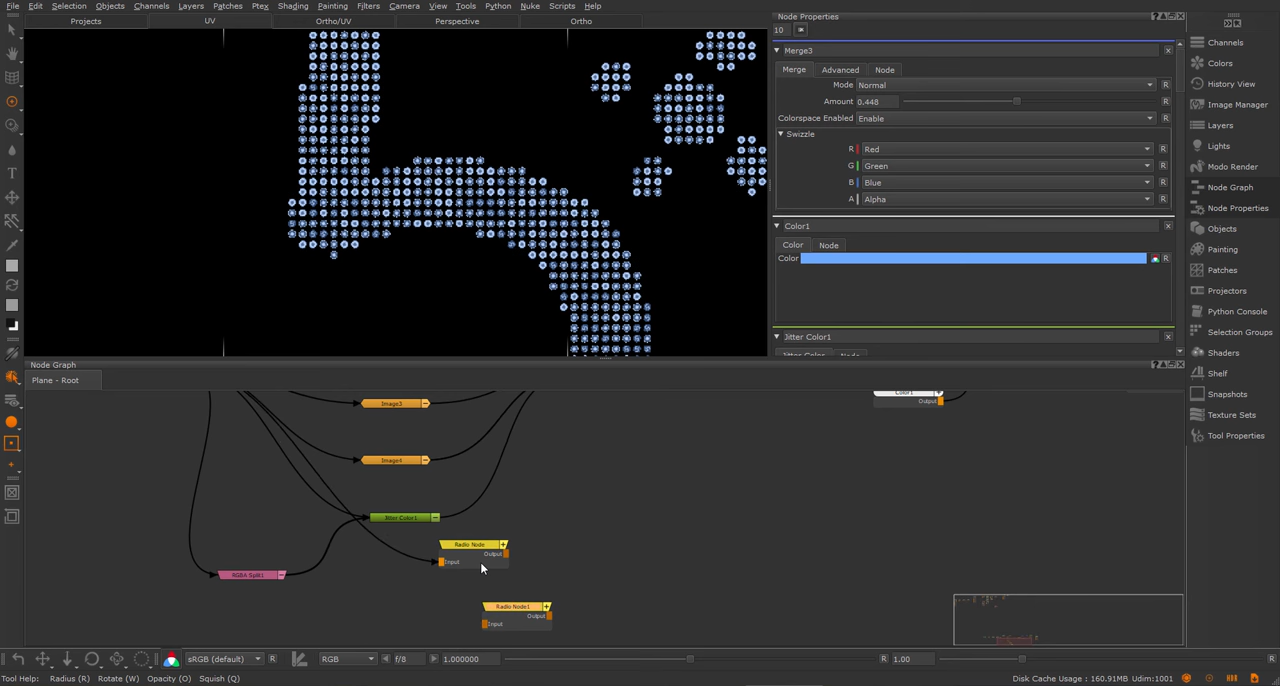 File Edit Selection Objects Channels Layers Patches Ptex Shading Painting Filters Camera View Tools Python Nuke Scripts Help
Projects UV Ortho/UV Perspective Ortho
Node Properties
10
Merge3
Merge Advanced Node
Mode Normal R
Amount 0.448 R
Colorspace Enabled Enable R
Swizzle
R Red R
G Green R
B Blue R
A Alpha R
Color1
Color Node
Color R
Jitter Color1
Jitter Color Node
Channels
Colors
History View
Image Manager
Layers
Lights
Modo Render
Node Graph
Node Properties
Objects
Painting
Patches
Projectors
Python Console
Selection Groups
Shaders
Shelf
Snapshots
Texture Sets
Tool Properties
Node Graph
Plane - Root
Color1
Output
Image3
Image4
Jitter Color1
Radio Node
Output
Input
RGBA Split1
Radio Node1
Output
Input
sRGB (default) R RGB f/8 1.000000 R 1.00 R
Tool Help: Radius (R) Rotate (W) Opacity (O) Squish (Q) Disk Cache Usage : 160.91MB Udim:1001